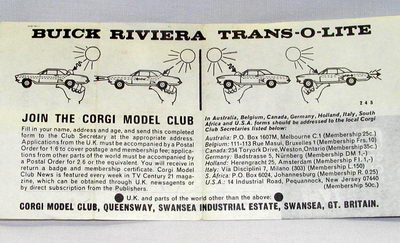 BUICK RIVIERA TRANS-O-LITE
2 4 5
JOIN THE CORGI MODEL CLUB
Fill in your name, address and age, and send this completed
form to the Club Secretary at the appropriate address.
Applications from the U.K. must be accompanied by a Postal
Order for 1/6 to cover postage and membership fee; applica-
tions from other parts of the world must be accompanied by
a Postal Order for 2/6 or the equivalent. You will receive in
return a badge and membership certificate. Corgi Model
Club News is featured every week in TV Century 21 maga-
zine, which can be obtained through U.K. newsagents or
by direct subscription from the Publishers.
In Australia, Belgium, Canada, Germany, Holland, Italy, South
Africa and U.S.A. forms should be addressed to the local Corgi
Club Secretaries listed below:
Australia: P.O. Box 1607M, Melbourne C.1 (Membership 25c.)
Belgium: 111-113 Rue Masui, Bruxelles 1 (Membership Frs. 10)
Canada: 234 Toryork Drive, Weston, Ontario (Membership 35c.)
Germany: Badstrasse 5, Nürnberg (Membership DM 1.-)
Holland: Herengracht 25, Amsterdam (Membership Fl. 1,-)
Italy: Via Disciplini 7, Milano (303) (Membership L.150)
S. Africa: P.O. Box 6024, Johannesburg (Membership R. 0.25)
U.S.A.: 14 Industrial Road, Pequannock, New Jersey 07440
(Membership 50c.)
U.K. and parts of the world other than the above:
CORGI MODEL CLUB, QUEENSWAY, SWANSEA INDUSTRIAL ESTATE, SWANSEA, GT. BRITAIN.